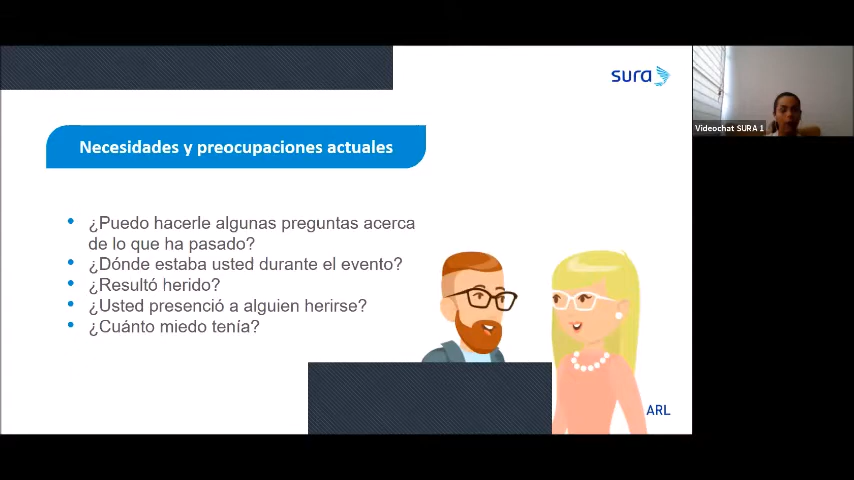 sura
Videochat SURA 1
Necesidades y preocupaciones actuales
• ¿Puedo hacerle algunas preguntas acerca
de lo que ha pasado?
• ¿Dónde estaba usted durante el evento?
• ¿Resultó herido?
• ¿Usted presenció a alguien herirse?
• ¿Cuánto miedo tenía?
ARL